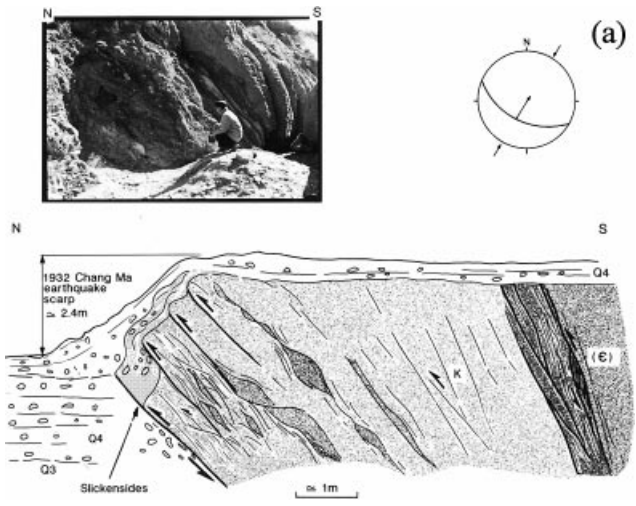 N S
(a)
N
N S
1932 Chang Ma
earthquake
scarp
≃ 2.4m
Q4
K
(Є)
Q4
Q3
Slickensides
≃ 1m